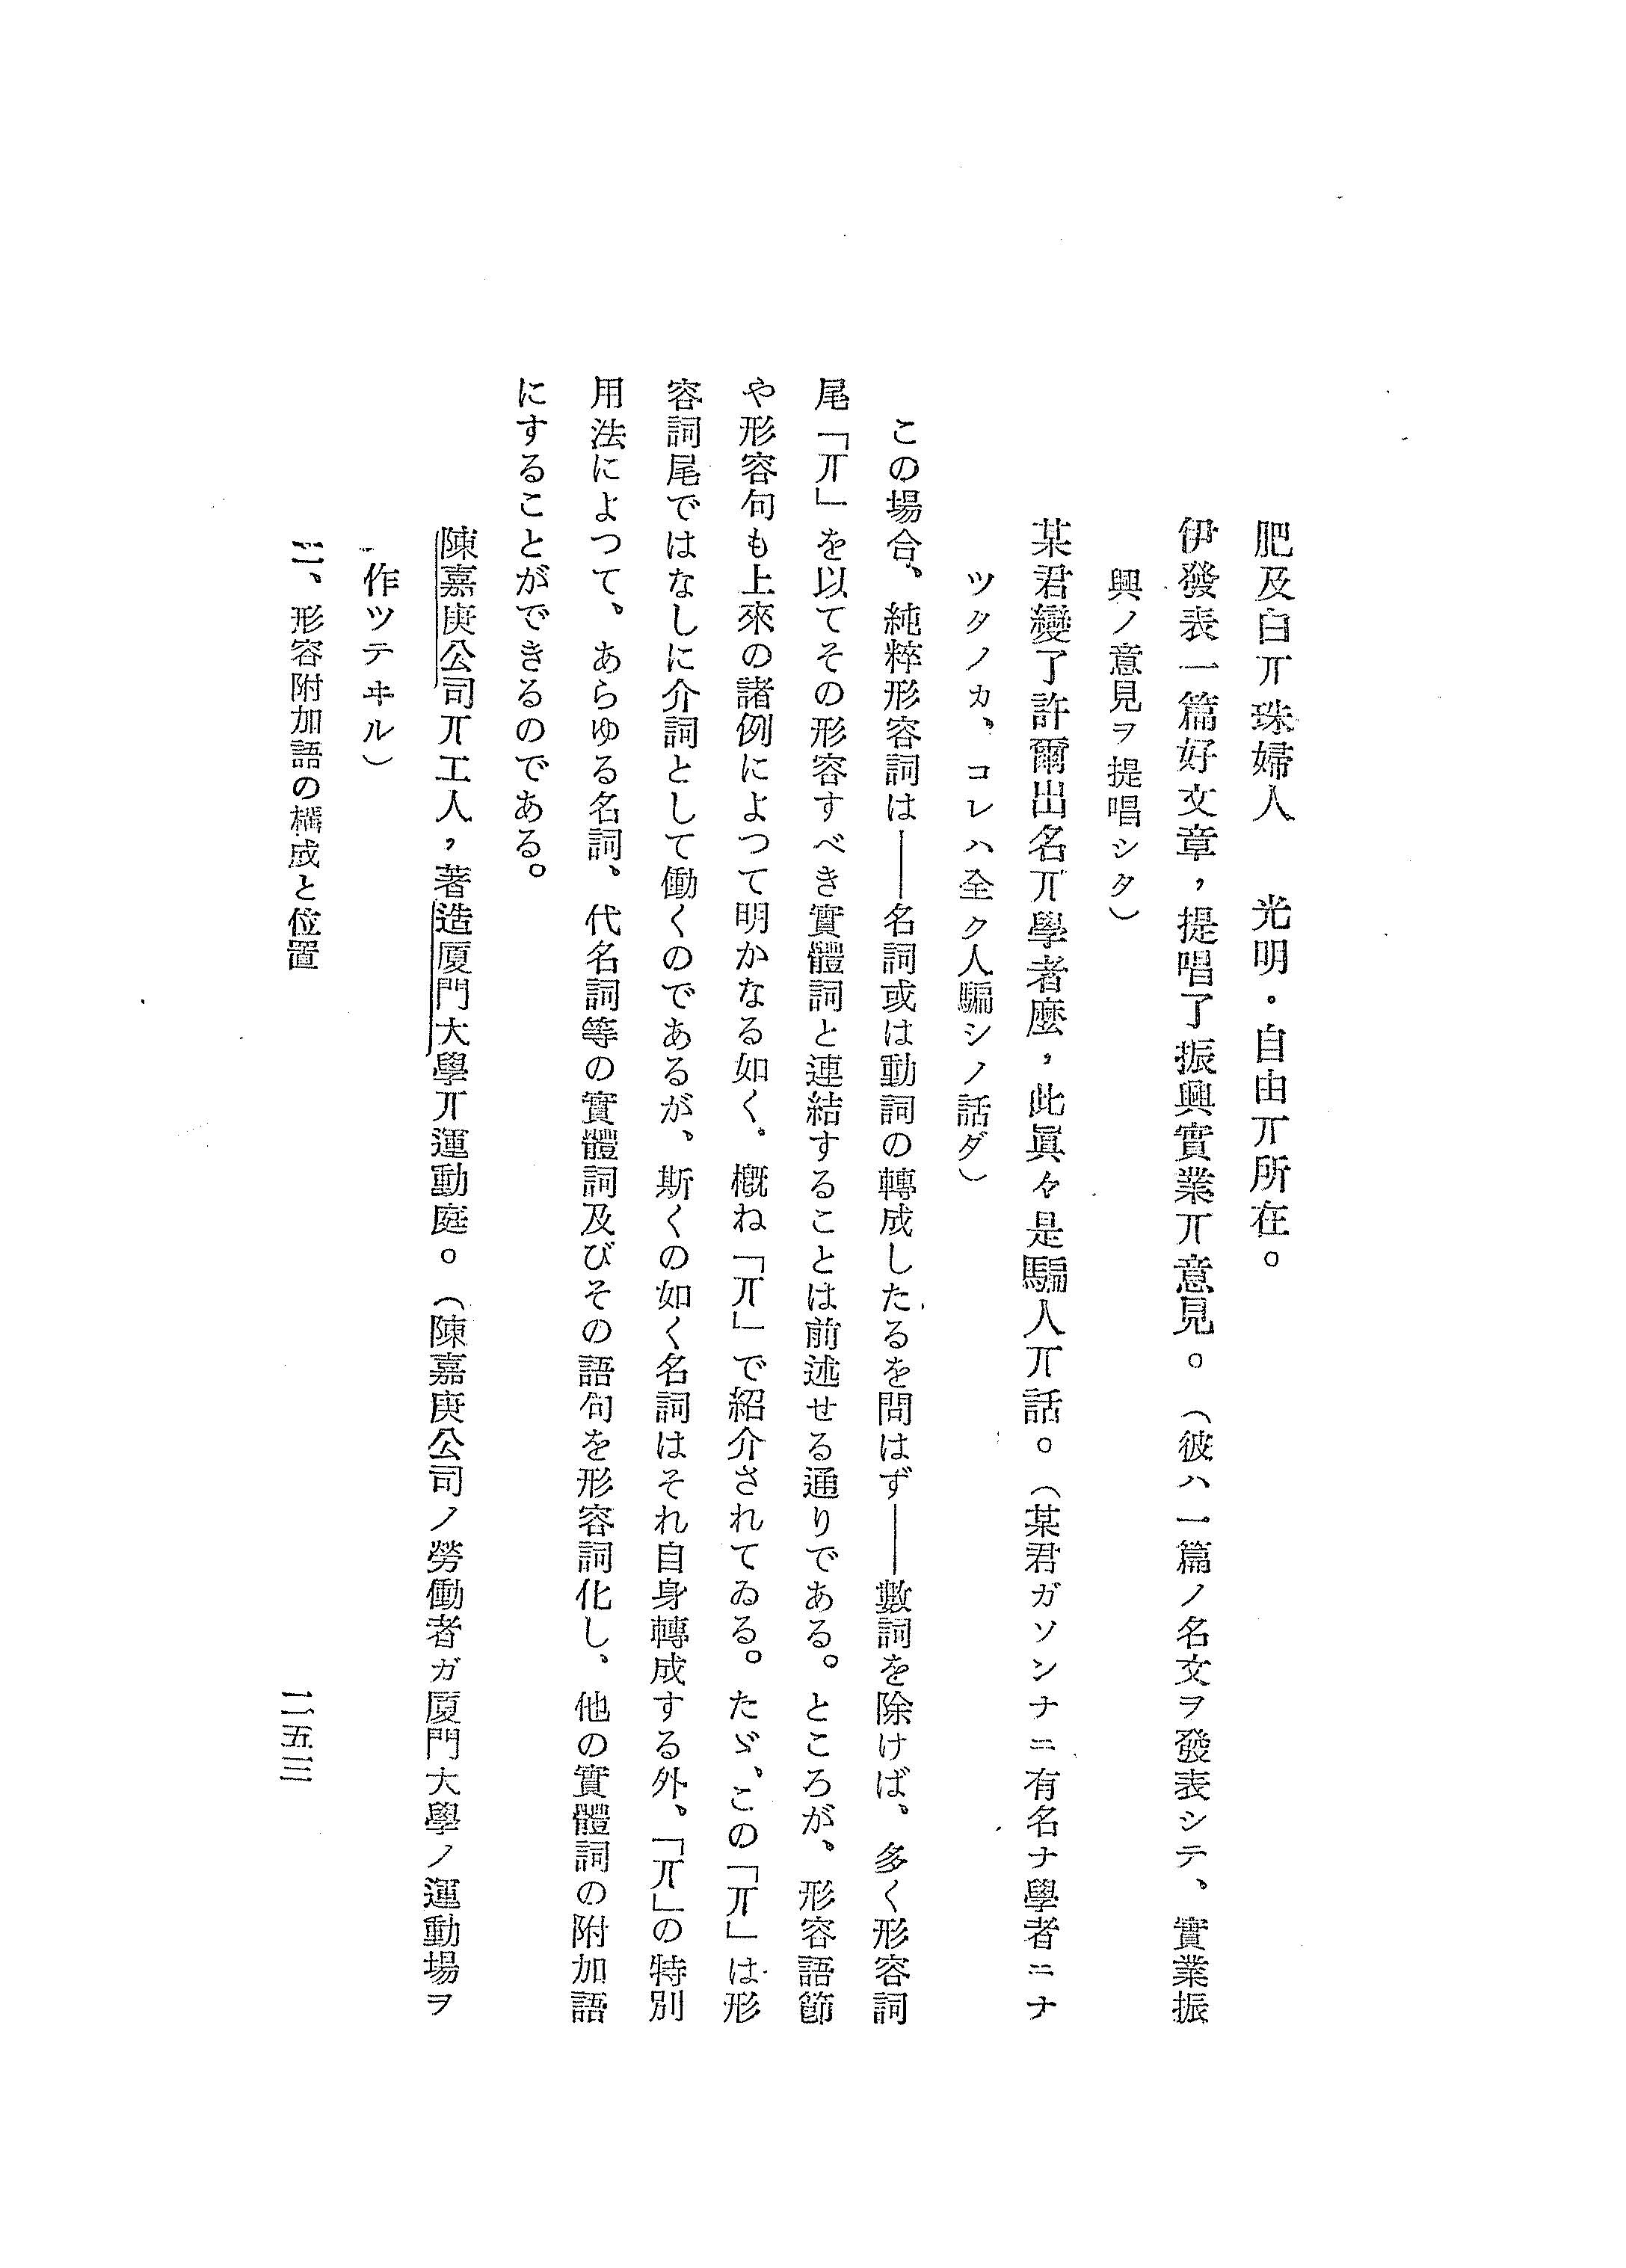 肥及白丌珠婦人　光明・自由丌所在。
伊發表一篇好文章，提唱了振興實業丌意見。（彼ハ一篇ノ名文ヲ發表シテ、實業振
興ノ意見ヲ提唱シタ）
某君變了許爾出名丌學者麼，此眞々是騙人丌話。（某君ガソンナニ有名ナ學者ニナ
ツタノカ、コレハ全ク人騙シノ話ダ）
この場合、純粹形容詞は――名詞或は動詞の轉成したるを問はず――數詞を除けば、多く形容詞
尾「丌」を以てその形容すべき實體詞と連結することは前述せる通りである。ところが、形容語節
や形容句も上來の諸例によつて明かなる如く、概ね「丌」で紹介されてゐる。たゞ、この「丌」は形
容詞尾ではなしに介詞として働くのであるが、斯くの如く名詞はそれ自身轉成する外、「丌」の特別
用法によつて、あらゆる名詞、代名詞等の實體詞及びその語句を形容詞化し、他の實體詞の附加語
にすることができるのである。
陳嘉庚公司丌工人，著造厦門大學丌運動庭。（陳嘉庚公司ノ勞働者ガ厦門大學ノ運動場ヲ
作ツテヰル）
二、形容附加語の構成と位置
二五三